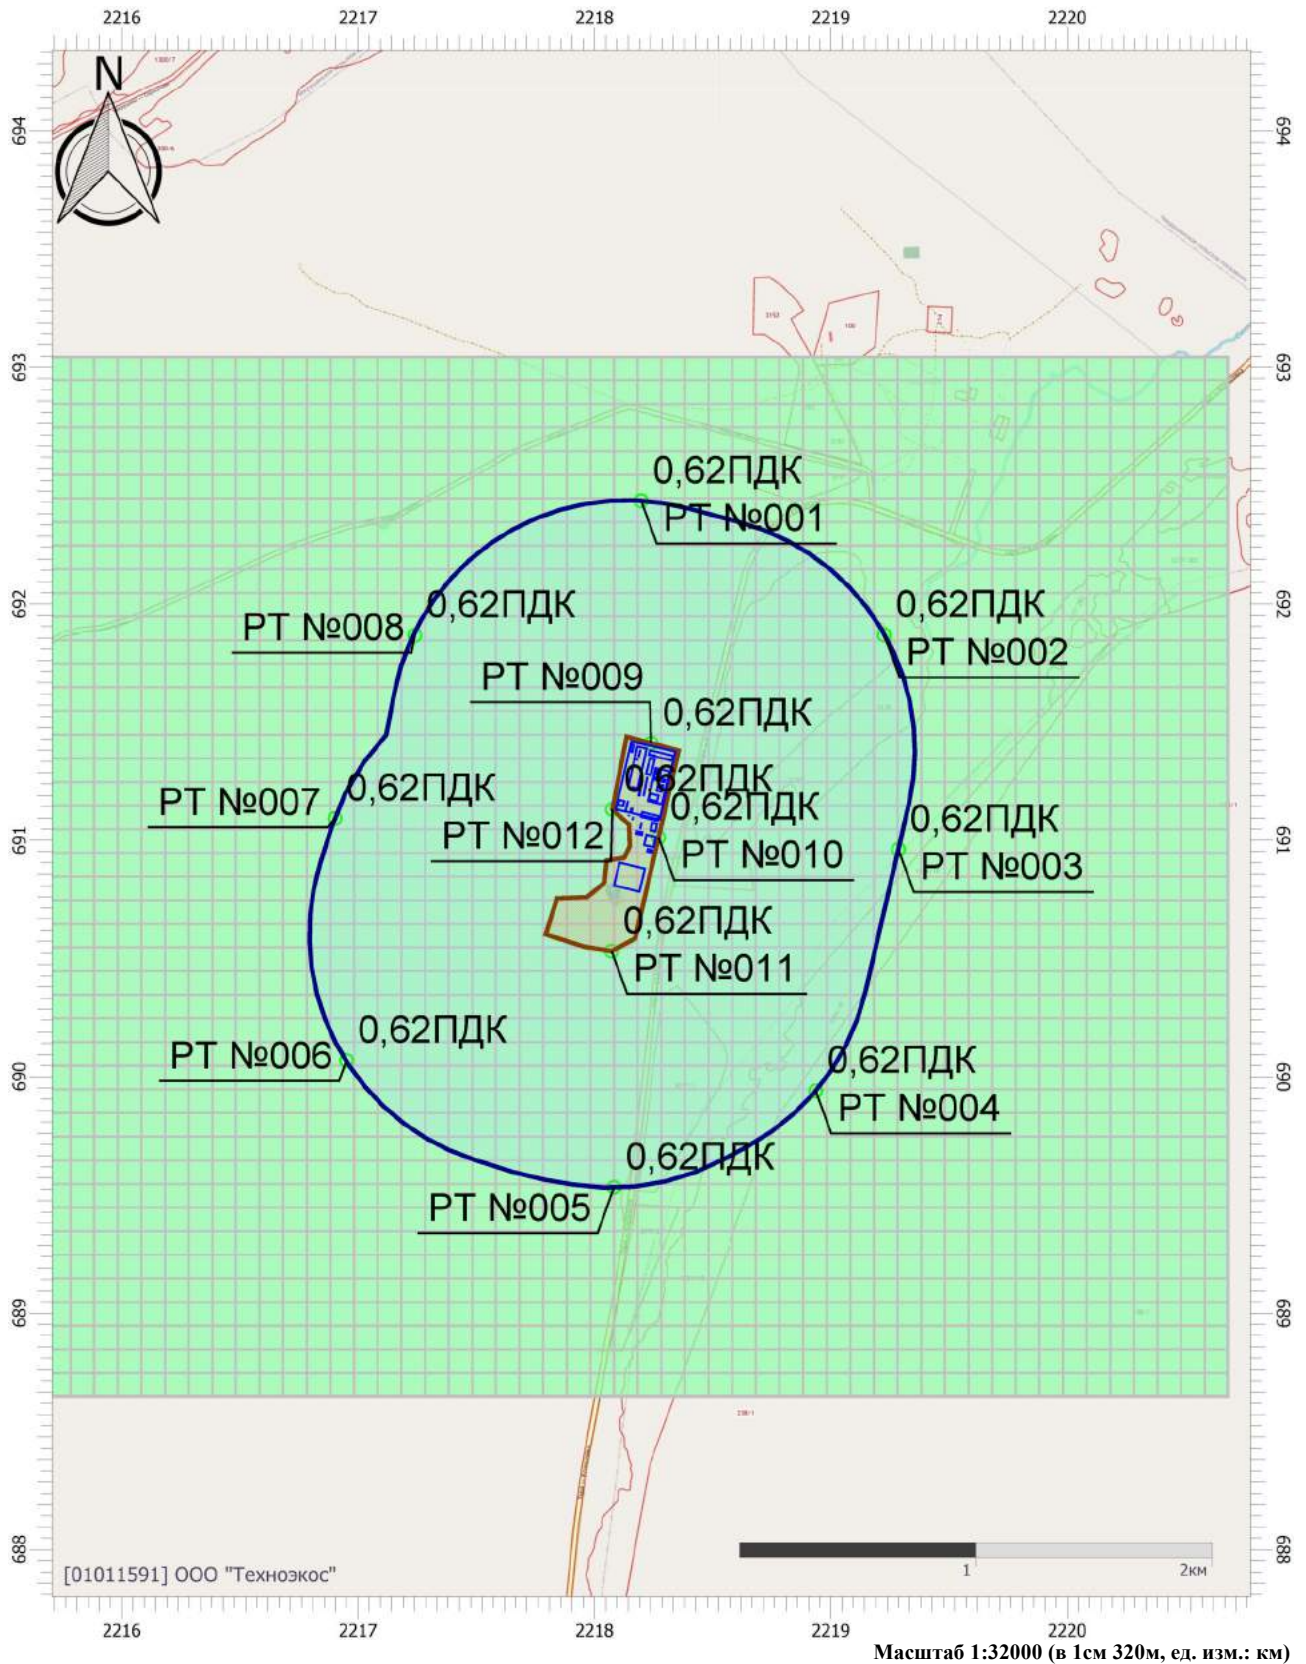 2216 2217 2218 2219 2220
N
694 694
3153
100
693 693
0,62ПДК
РТ №001
692 692
0,62ПДК
РТ №008
0,62ПДК
РТ №002
РТ №009
0,62ПДК
0,62ПДК
РТ №007
0,62ПДК
РТ №012
0,62ПДК
РТ №010
0,62ПДК
РТ №003
691 691
0,62ПДК
РТ №011
0,62ПДК
РТ №006
690 690
0,62ПДК
РТ №004
0,62ПДК
РТ №005
689 689
238/1
688 688
1 2км
[01011591] ООО "Техноэкос"
2216 2217 2218 2219 2220
Масштаб 1:32000 (в 1см 320м, ед. изм.: км)